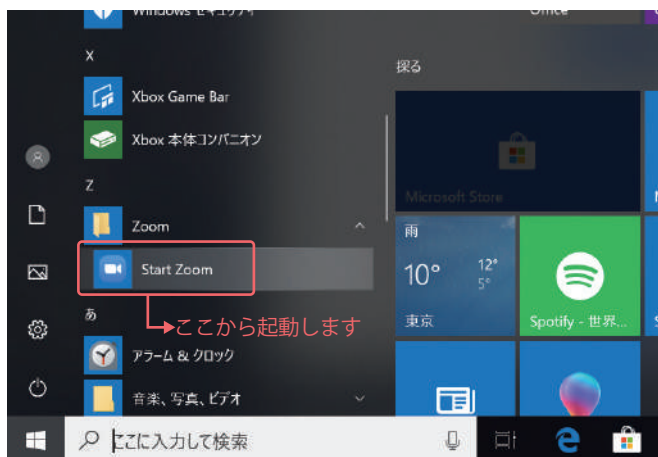 Windows セキュリティ
Office
X
探る
Xbox Game Bar
Xbox 本体コンパニオン
Microsoft Store
Z
Zoom
雨
Start Zoom
10°
12°
5°
あ
ここから起動します
東京
Spotify - 世界...
アラーム & クロック
音楽、写真、ビデオ
ここに入力して検索